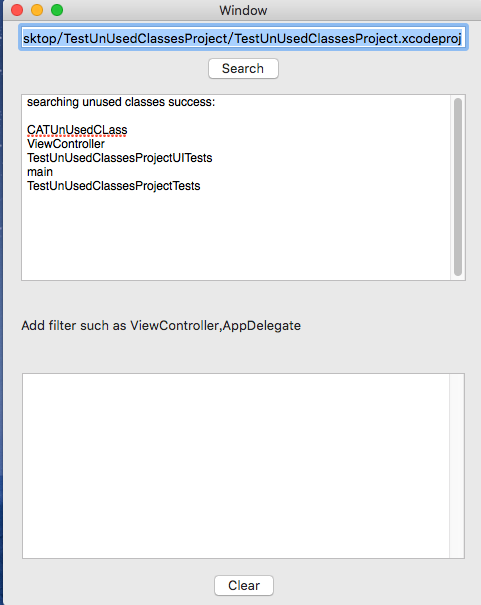 Window
sktop/TestUnUsedClassesProject/TestUnUsedClassesProject.xcodeproj
Search
searching unused classes success:
CATUnUsedCLass
ViewController
TestUnUsedClassesProjectUITests
main
TestUnUsedClassesProjectTests
Add filter such as ViewController,AppDelegate
Clear